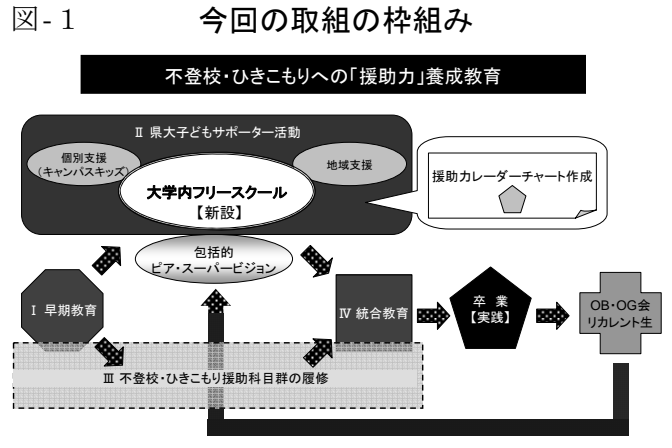 図-1
今回の取組の枠組み
不登校・ひきこもりへの「援助力」養成教育
Ⅱ 県大子どもサポーター活動
個別支援
(キャンパスキッズ)
地域支援
大学内フリースクール
【新設】
援助力レーダーチャート作成
包括的
ピア・スーパービジョン
Ⅰ 早期教育
Ⅳ 統合教育
卒 業
【実践】
OB・OG会
リカレント生
Ⅲ 不登校・ひきこもり援助科目群の履修